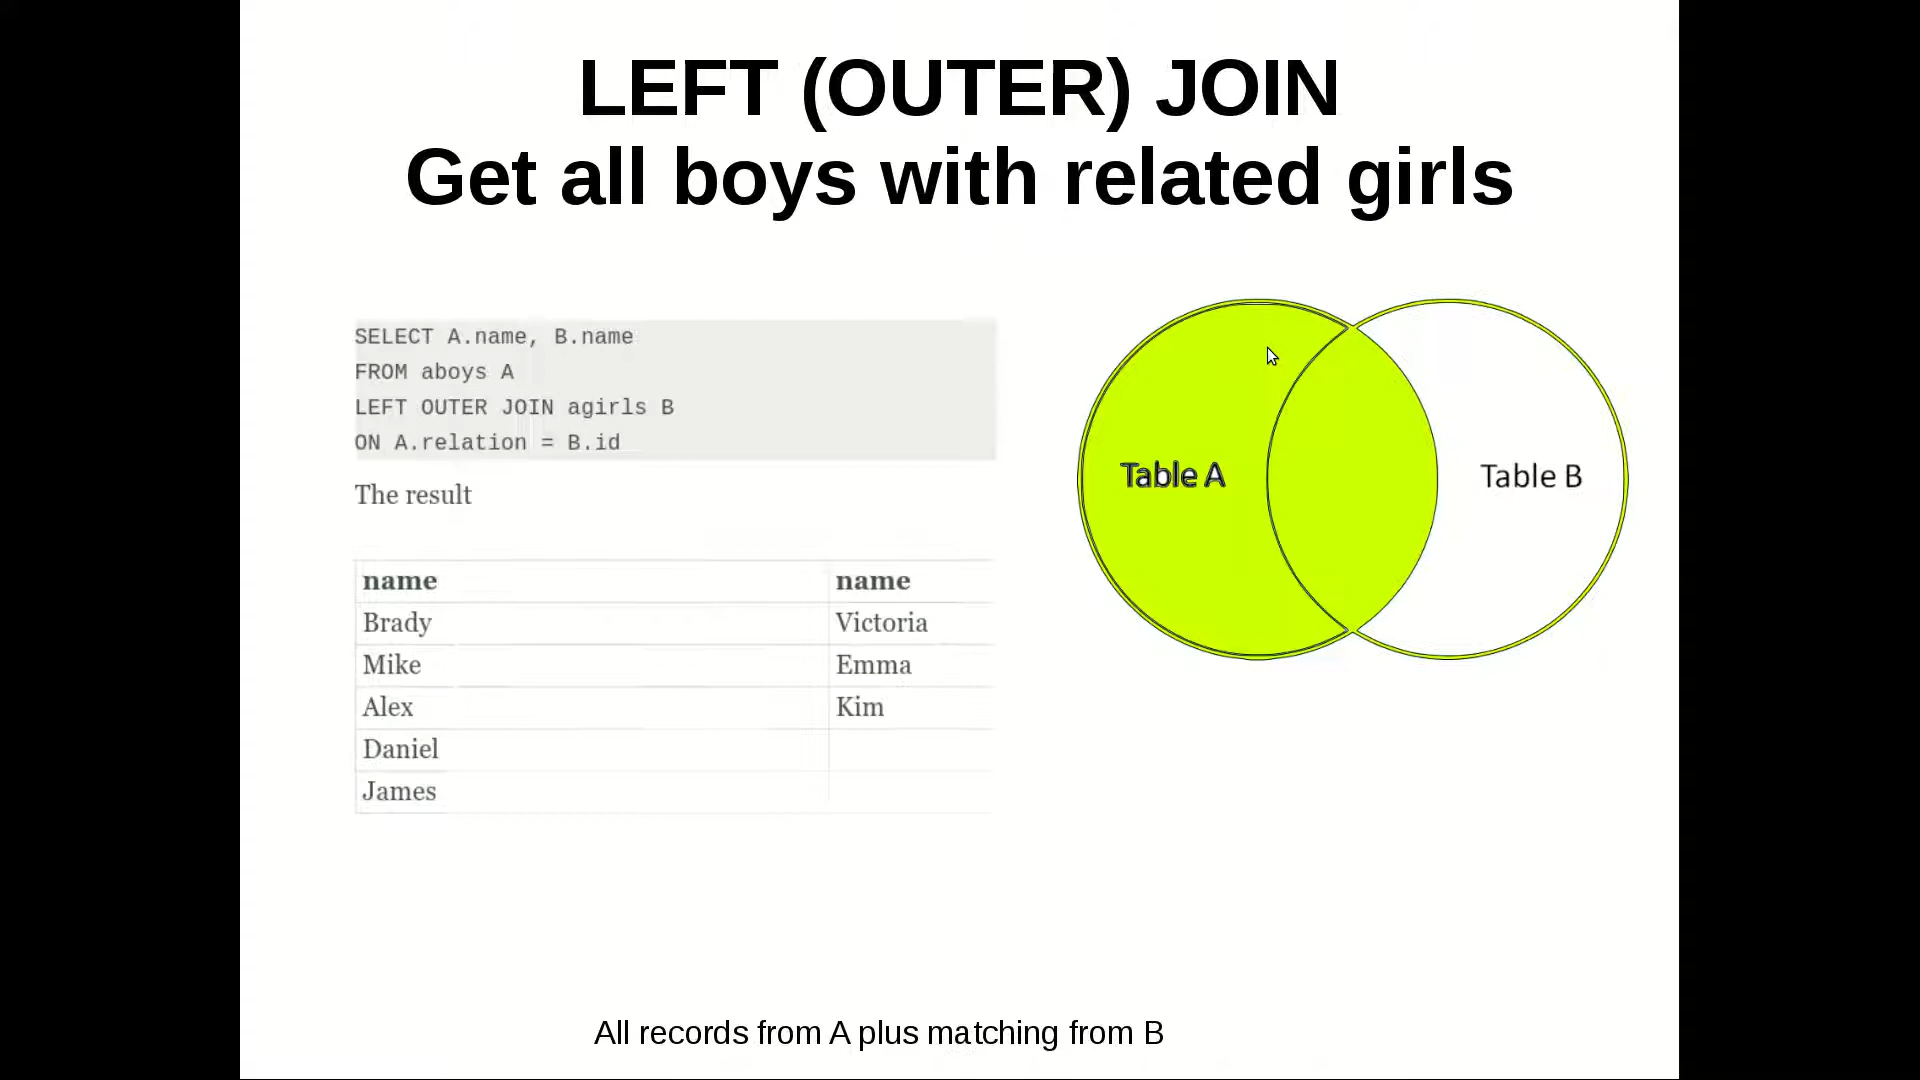 LEFT (OUTER) JOIN
Get all boys with related girls
SELECT A.name, B.name
FROM aboys A
LEFT OUTER JOIN agirls B
ON A.relation = B.id
The result
name name
Brady Victoria
Mike Emma
Alex Kim
Daniel
James
Table A
Table B
All records from A plus matching from B